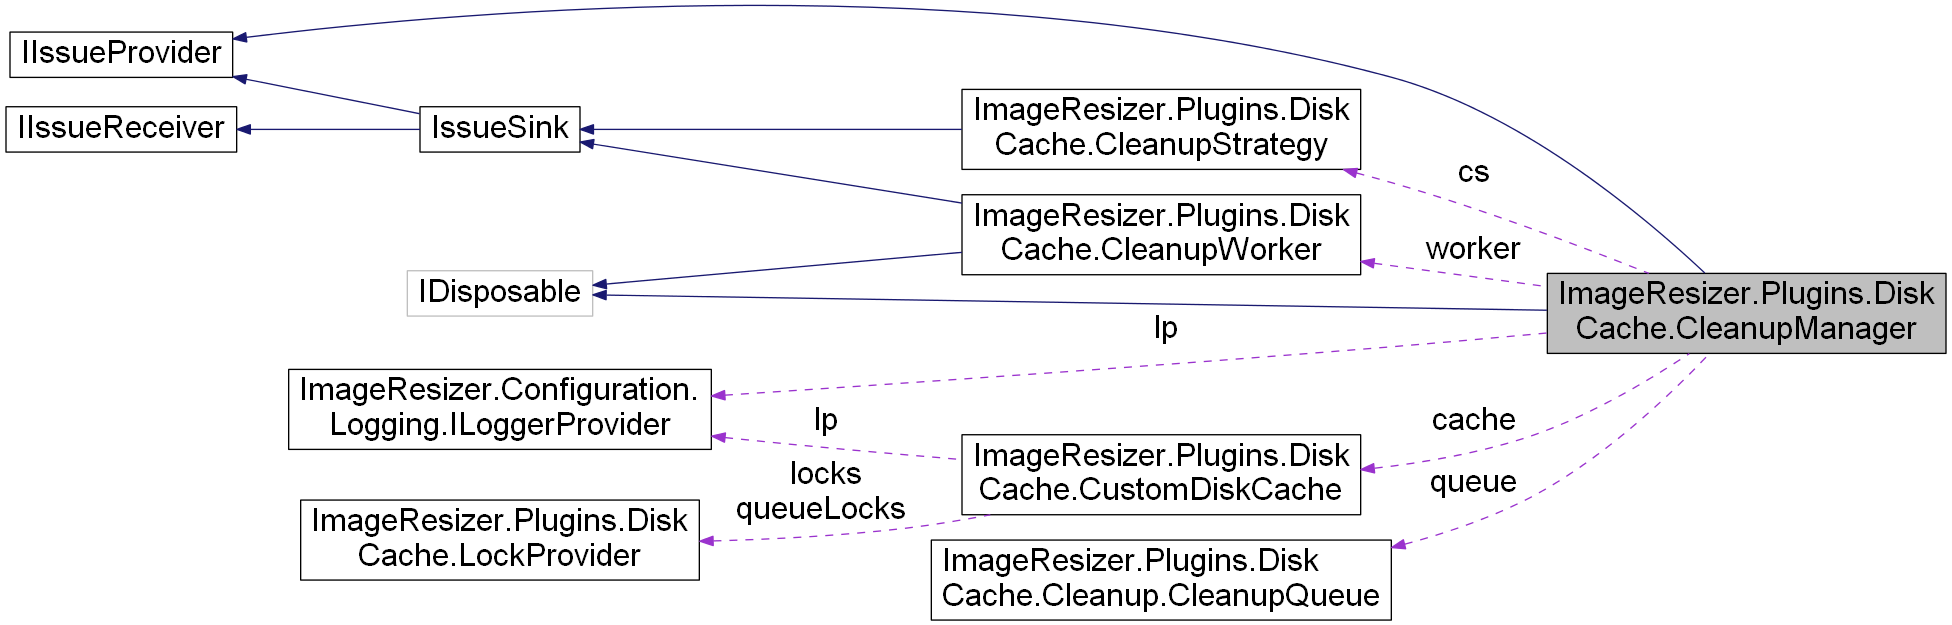 IIssueProvider
IIssueReceiver
IssueSink
ImageResizer.Plugins.Disk
Cache.CleanupStrategy
cs
ImageResizer.Plugins.Disk
Cache.CleanupWorker
worker
IDisposable
ImageResizer.Plugins.Disk
Cache.CleanupManager
lp
ImageResizer.Configuration.
Logging.ILoggerProvider
lp
cache
ImageResizer.Plugins.Disk
Cache.CustomDiskCache
locks
queueLocks
queue
ImageResizer.Plugins.Disk
Cache.LockProvider
ImageResizer.Plugins.Disk
Cache.Cleanup.CleanupQueue